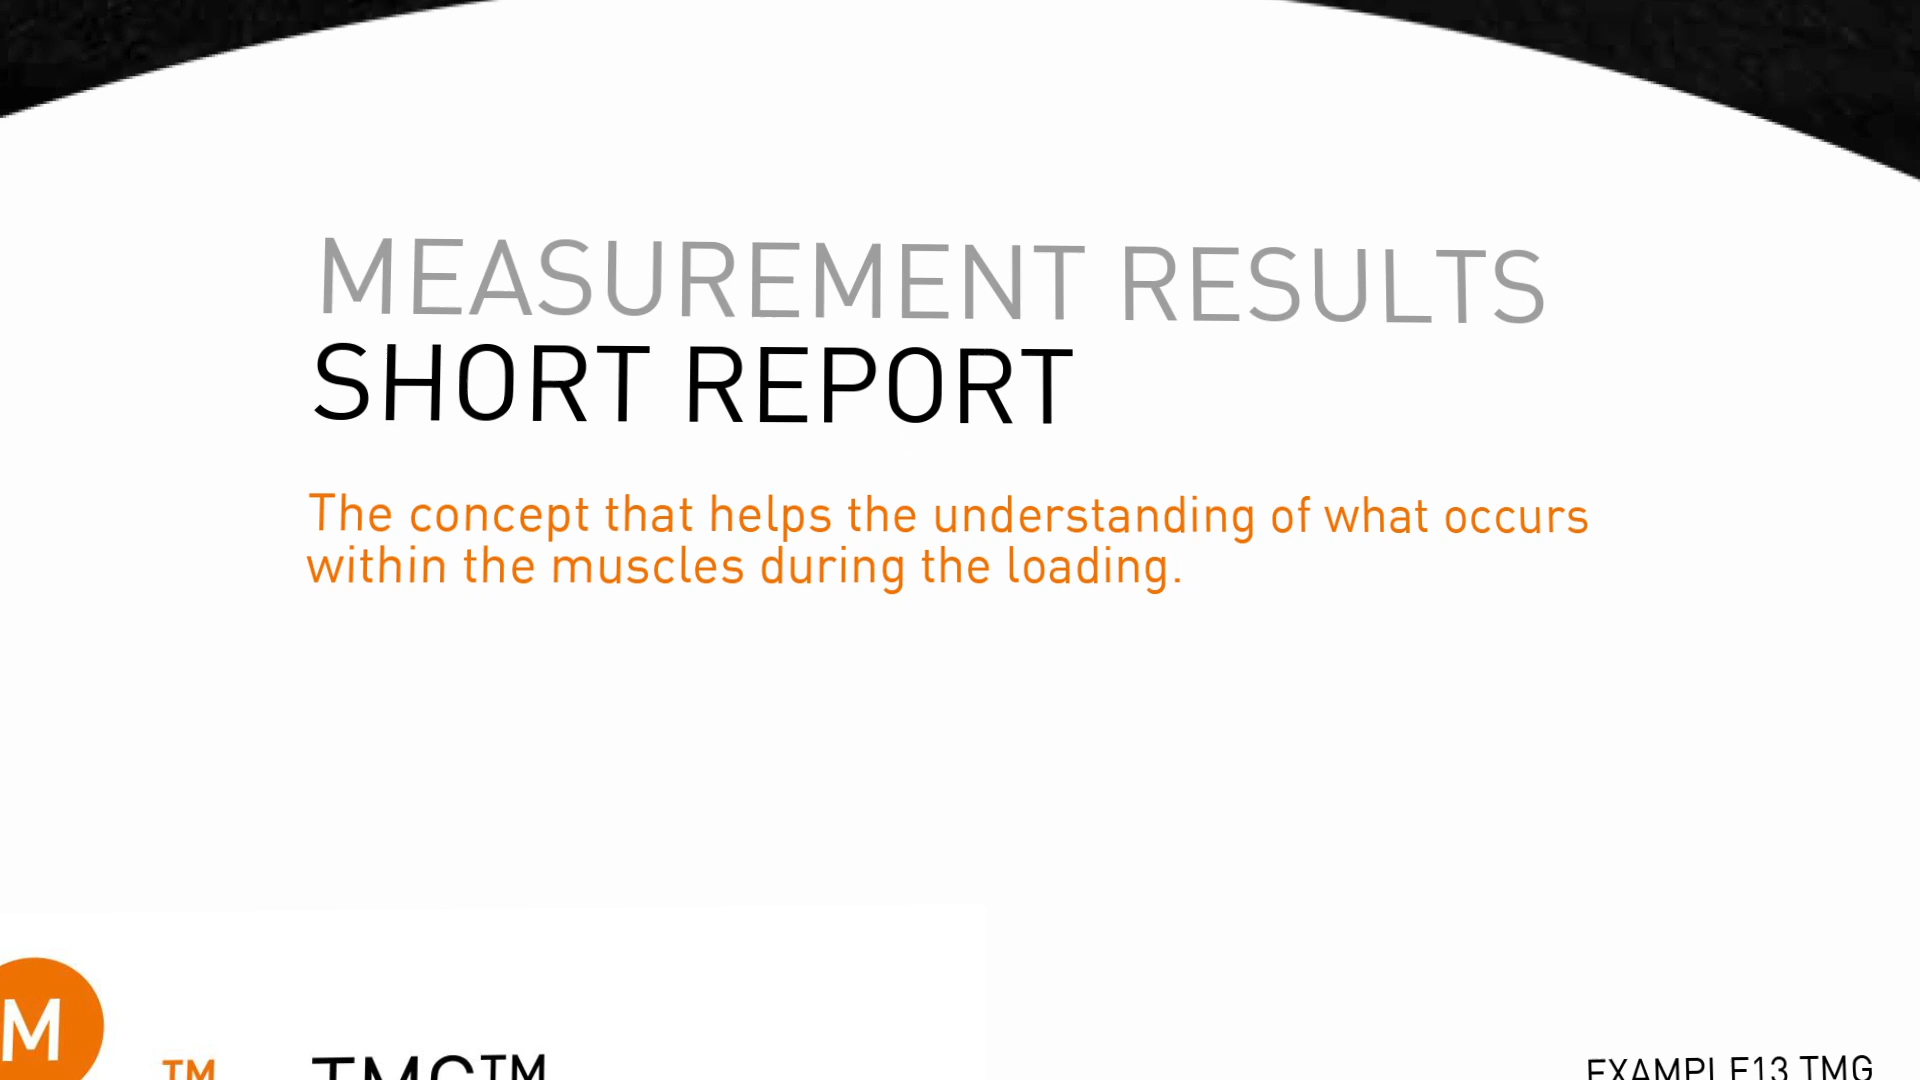 MEASUREMENT RESULTS
SHORT REPORT
The concept that helps the understanding of what occurs
within the muscles during the loading.
M
TM
TMG™
EXAMPLE13 TMG